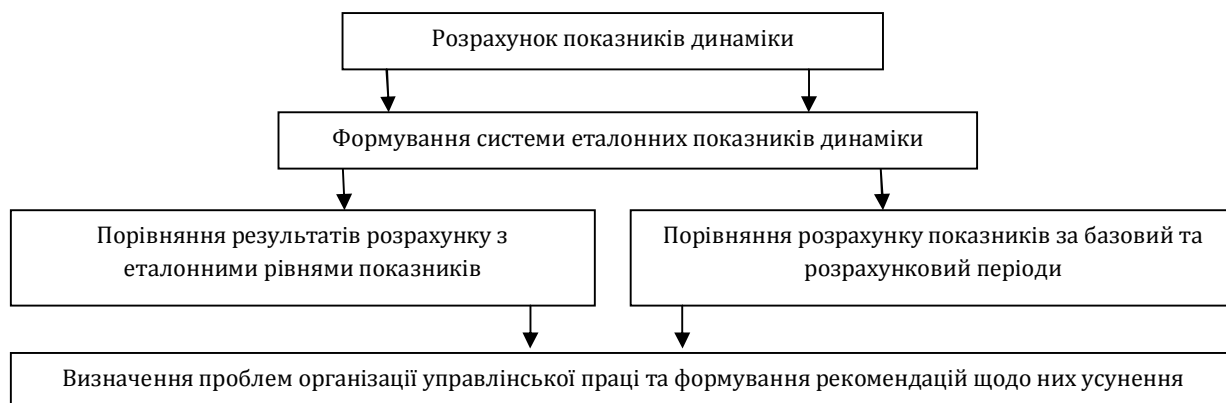 Розрахунок показників динаміки
Формування системи еталонних показників динаміки
Порівняння результатів розрахунку з
еталонними рівнями показників
Порівняння розрахунку показників за базовий та
розрахунковий періоди
Визначення проблем організації управлінської праці та формування рекомендацій щодо них усунення